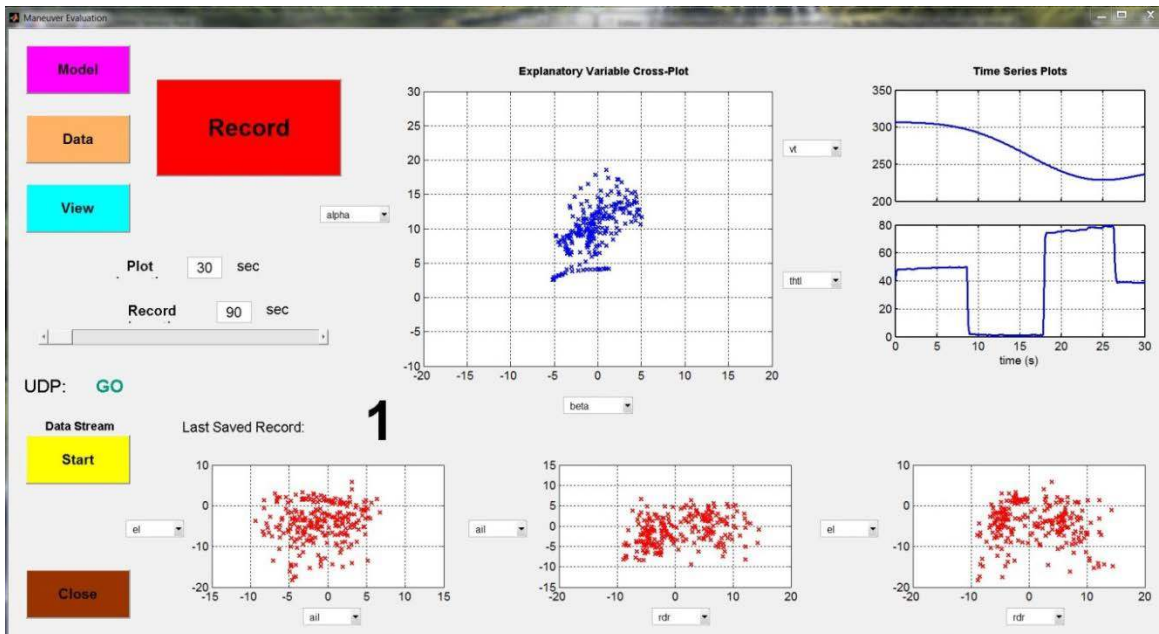 Maneuver Evaluation
Model
Data
View
Record
Plot 30 sec
Record 90 sec
UDP: GO
Data Stream
Start
Close
Last Saved Record: 1
Explanatory Variable Cross-Plot
alpha
30
25
20
15
10
5
0
-5
-10
-20 -15 -10 -5 0 5 10 15 20
beta
Time Series Plots
vt
350
300
250
200
thtl
80
60
40
20
0
0 5 10 15 20 25 30
time (s)
el
10
0
-10
-20
-15 -10 -5 0 5 10 15
ail
ail
15
10
5
0
-5
-10
-15
-20 -10 0 10 20
rdr
el
10
0
-10
-20
-20 -10 0 10 20
rdr